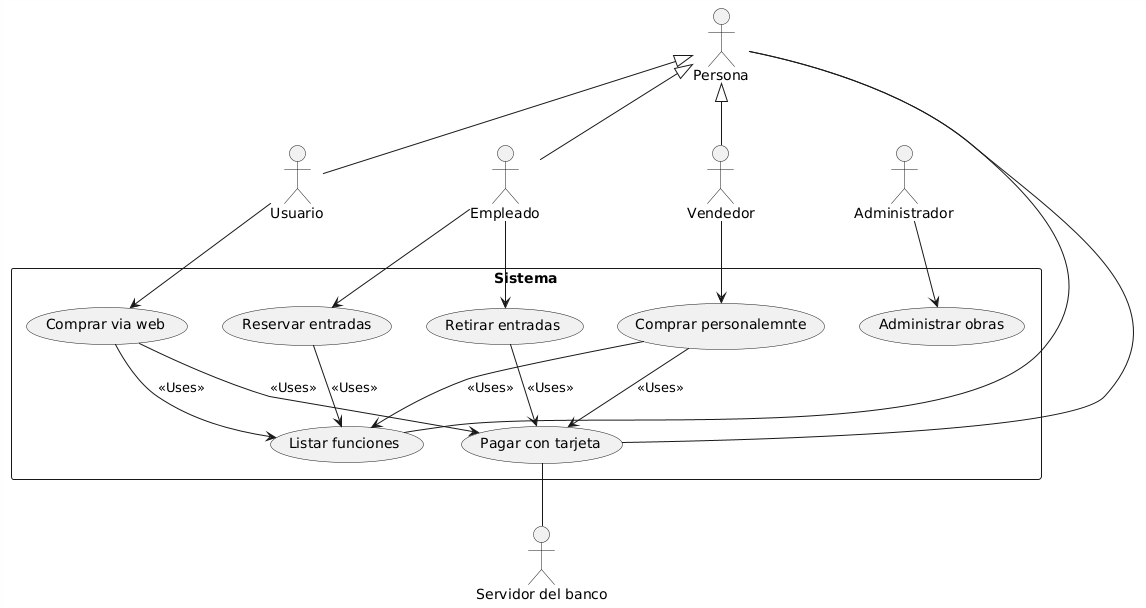 Persona
Usuario
Empleado
Vendedor
Administrador
Sistema
Comprar via web
Reservar entradas
Retirar entradas
Comprar personalemnte
Administrar obras
«Uses»
«Uses»
«Uses»
«Uses»
«Uses»
«Uses»
Listar funciones
Pagar con tarjeta
Servidor del banco